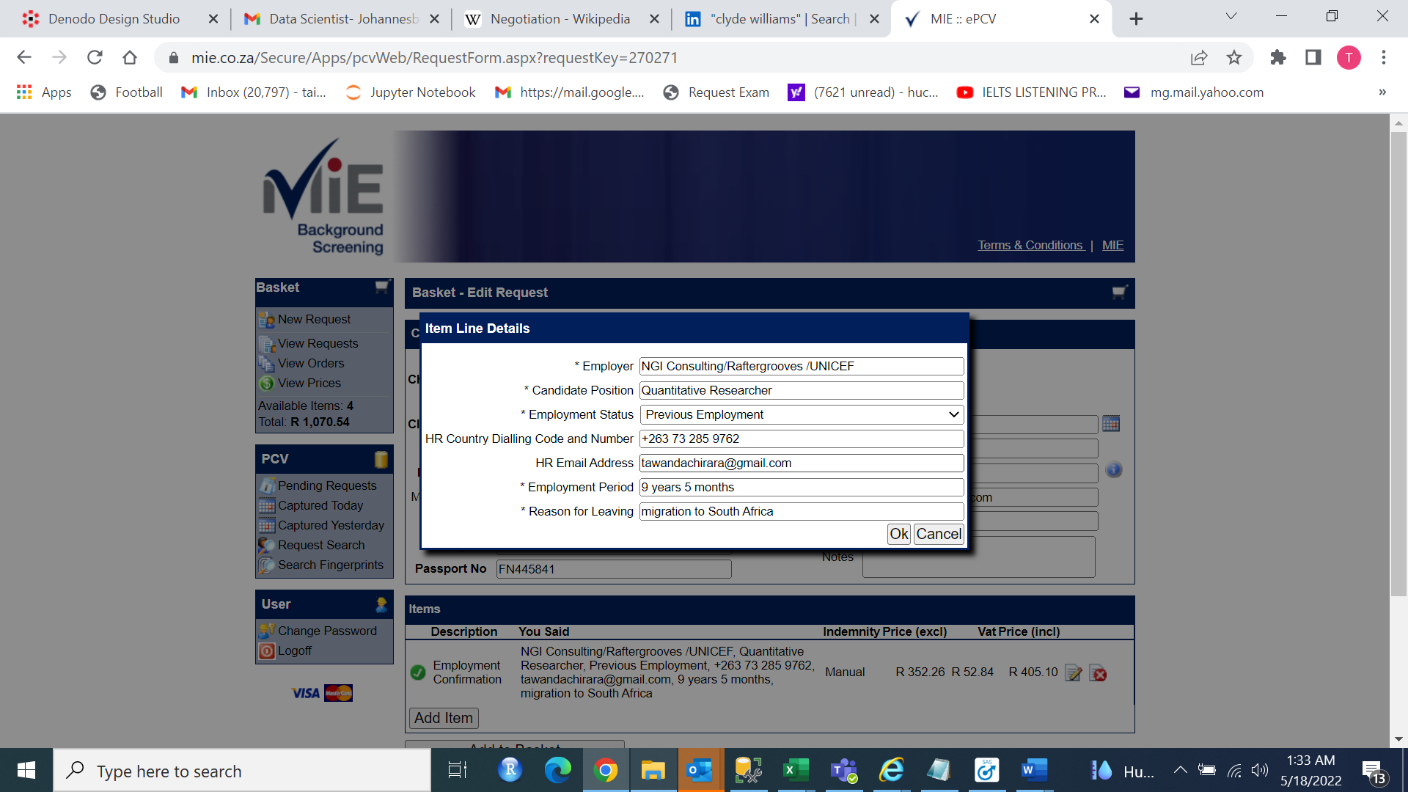 Denodo Design Studio
Data Scientist- Johannesb
Negotiation - Wikipedia
"clyde williams" | Search |
MIE :: ePCV
mie.co.za/Secure/Apps/pcvWeb/RequestForm.aspx?requestKey=270271
T
Apps
Football
Inbox (20,797) - tai...
Jupyter Notebook
https://mail.google....
Request Exam
(7621 unread) - huc...
IELTS LISTENING PR...
mg.mail.yahoo.com
»
MiE
Background
Screening
Terms & Conditions | MIE
Basket
New Request
View Requests
View Orders
View Prices
Available Items: 4
Total: R 1,070.54
PCV
Pending Requests
Captured Today
Captured Yesterday
Request Search
Search Fingerprints
User
Change Password
Logoff
VISA MasterCard
Basket - Edit Request
Item Line Details
* Employer NGI Consulting/Raftergrooves /UNICEF
* Candidate Position Quantitative Researcher
* Employment Status Previous Employment
HR Country Dialling Code and Number +263 73 285 9762
HR Email Address tawandachirara@gmail.com
* Employment Period 9 years 5 months
* Reason for Leaving migration to South Africa
Ok Cancel
com
Notes
Passport No FN445841
Items
Description You Said Indemnity Price (excl) Vat Price (incl)
Employment Confirmation
NGI Consulting/Raftergrooves /UNICEF, Quantitative
Researcher, Previous Employment, +263 73 285 9762,
tawandachirara@gmail.com, 9 years 5 months,
migration to South Africa
Manual R 352.26 R 52.84 R 405.10
Add Item
Add to Basket
Type here to search
Hu...
1:33 AM
5/18/2022
13